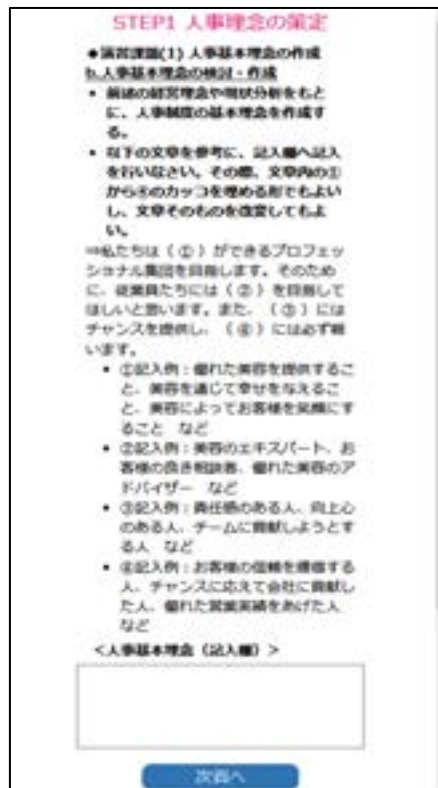 STEP1 人事理念の策定
●演習課題(1) 人事基本理念の作成
b.人事基本理念の検討・作成
• 前述の経営理念や現状分析をもと
に、人事制度の基本理念を作成す
る。
• 以下の文章を参考に、記入欄へ記入
を行いなさい。その際、文章内の①
から④のカッコを埋める形でもよい
し、文章そのものを改変してもよ
い。
⇒私たちは（①）ができるプロフェッ
ショナル集団を目指します。そのため
に、従業員たちには（②）を目指して
ほしいと思います。また、（③）には
チャンスを提供し、（④）には必ず報
います。
• ①記入例：優れた美容を提供するこ
と、美容を通じて幸せを与えるこ
と、美容によってお客様を笑顔にす
ること　など
• ②記入例：美容のエキスパート、お
客様の良き相談者、優れた美容のア
ドバイザー　など
• ③記入例：責任感のある人、向上心
のある人、チームに貢献しようとす
る人　など
• ④記入例：お客様の信頼を獲得する
人、チャンスに応えて会社に貢献し
た人、優れた営業実績をあげた人
など
＜人事基本理念（記入欄）＞
次頁へ